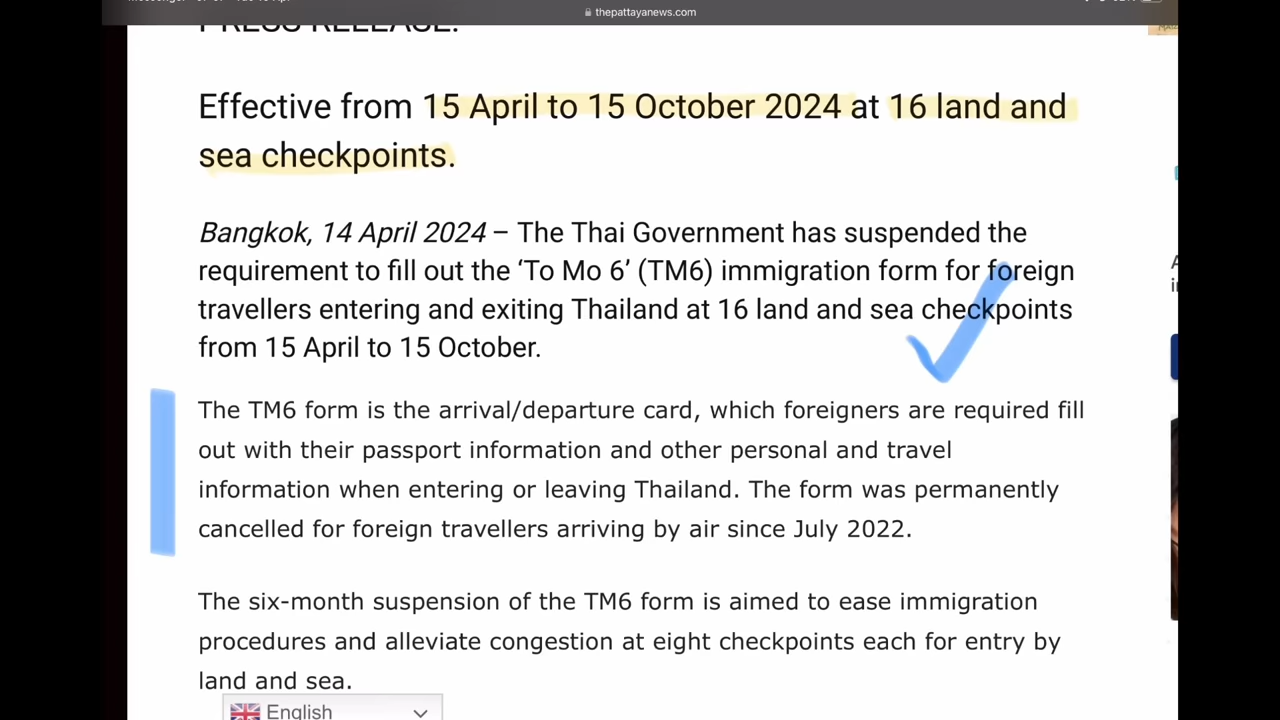 thepattayanews.com
PRESS RELEASE:
Effective from 15 April to 15 October 2024 at 16 land and
sea checkpoints.
Bangkok, 14 April 2024 – The Thai Government has suspended the
requirement to fill out the ‘To Mo 6’ (TM6) immigration form for foreign
travellers entering and exiting Thailand at 16 land and sea checkpoints
from 15 April to 15 October.
The TM6 form is the arrival/departure card, which foreigners are required fill
out with their passport information and other personal and travel
information when entering or leaving Thailand. The form was permanently
cancelled for foreign travellers arriving by air since July 2022.
The six-month suspension of the TM6 form is aimed to ease immigration
procedures and alleviate congestion at eight checkpoints each for entry by
land and sea.
English